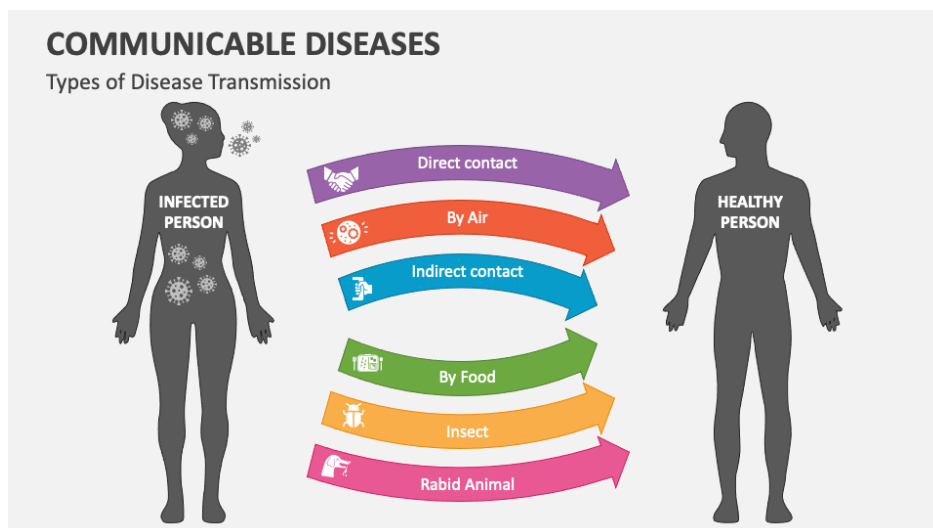 COMMUNICABLE DISEASES
Types of Disease Transmission
INFECTED
PERSON
Direct contact
By Air
Indirect contact
By Food
Insect
Rabid Animal
HEALTHY
PERSON